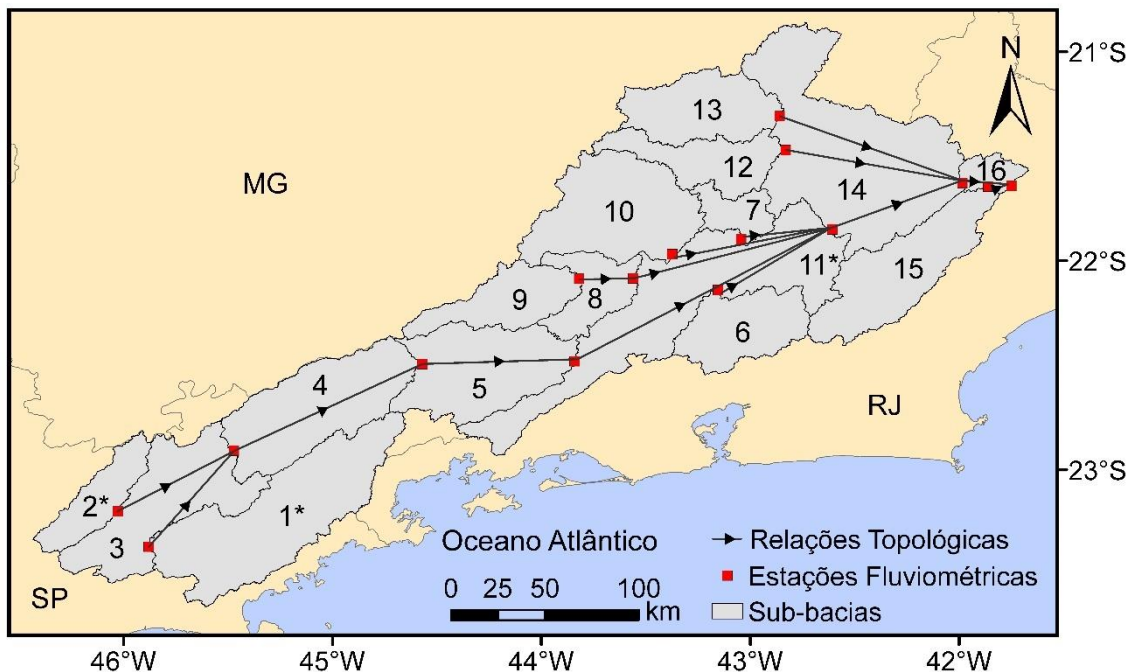 21°S
N
13
12
16
MG
14
7
10
22°S
11*
15
9
8
6
4
5
RJ
23°S
2*
1*
3
Oceano Atlântico
Relações Topológicas
Estações Fluviométricas
SP
0 25 50 100
km
Sub-bacias
46°W 45°W 44°W 43°W 42°W